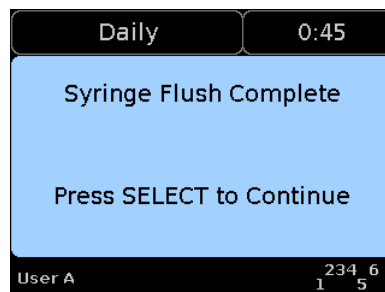 Daily 0:45
Syringe Flush Complete
Press SELECT to Continue
User A 1 234 5 6